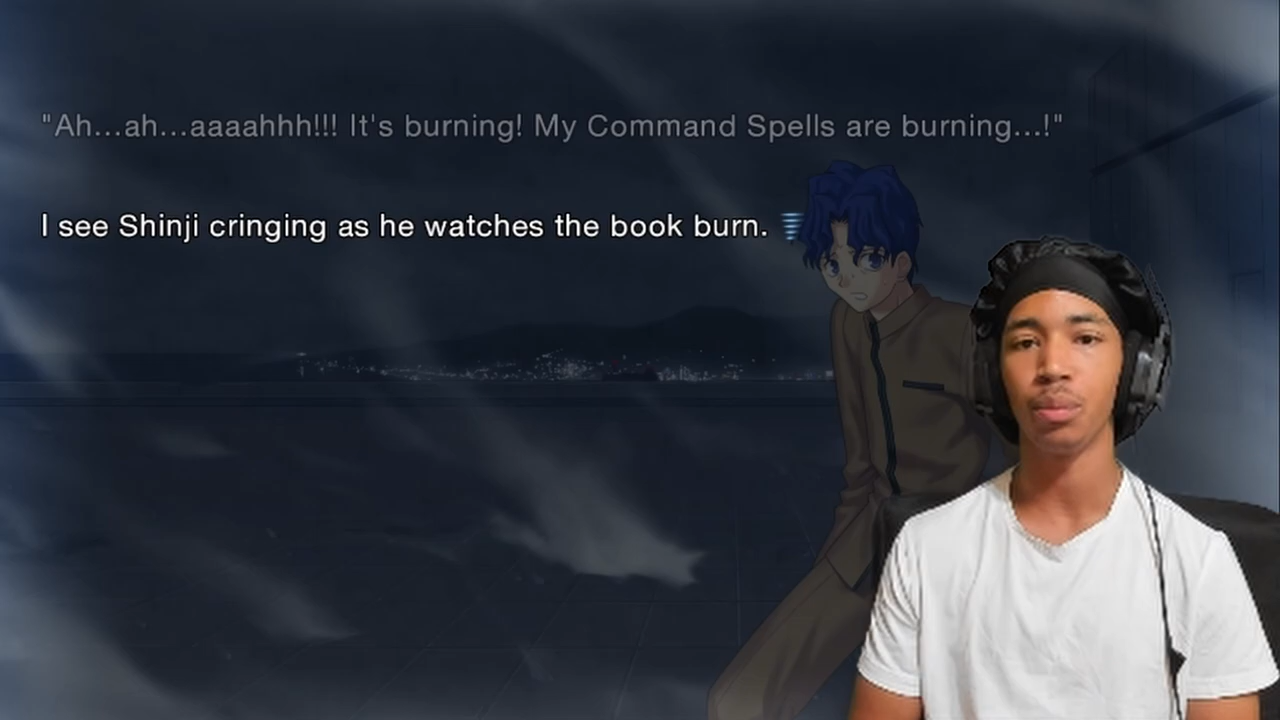 "Ah...ah...aaaahhh!!! It's burning! My Command Spells are burning...!"
I see Shinji cringing as he watches the book burn.